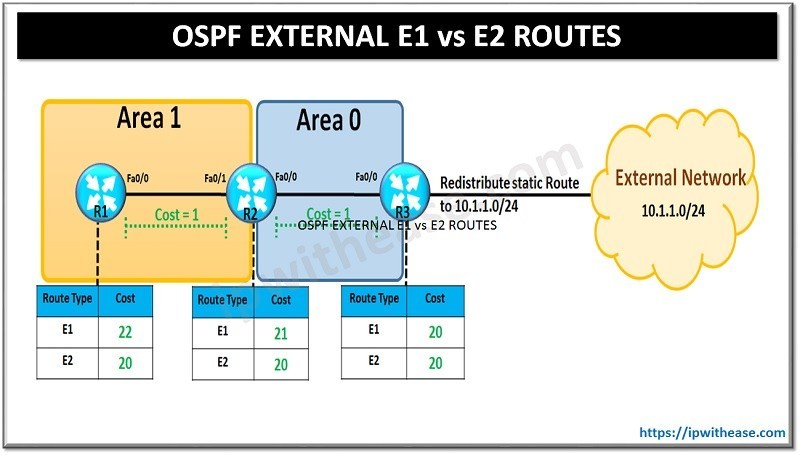 OSPF EXTERNAL E1 vs E2 ROUTES
Area 1
Area 0
Fa0/0
Fa0/1
Fa0/0
Fa0/0
R1
R2
R3
Cost = 1
Cost = 1
OSPF EXTERNAL E1 vs E2 ROUTES
Redistribute static Route
to 10.1.1.0/24
External Network
10.1.1.0/24
ipwithease.com
Route Type Cost
E1 22
E2 20
Route Type Cost
E1 21
E2 20
Route Type Cost
E1 20
E2 20
https://ipwithease.com